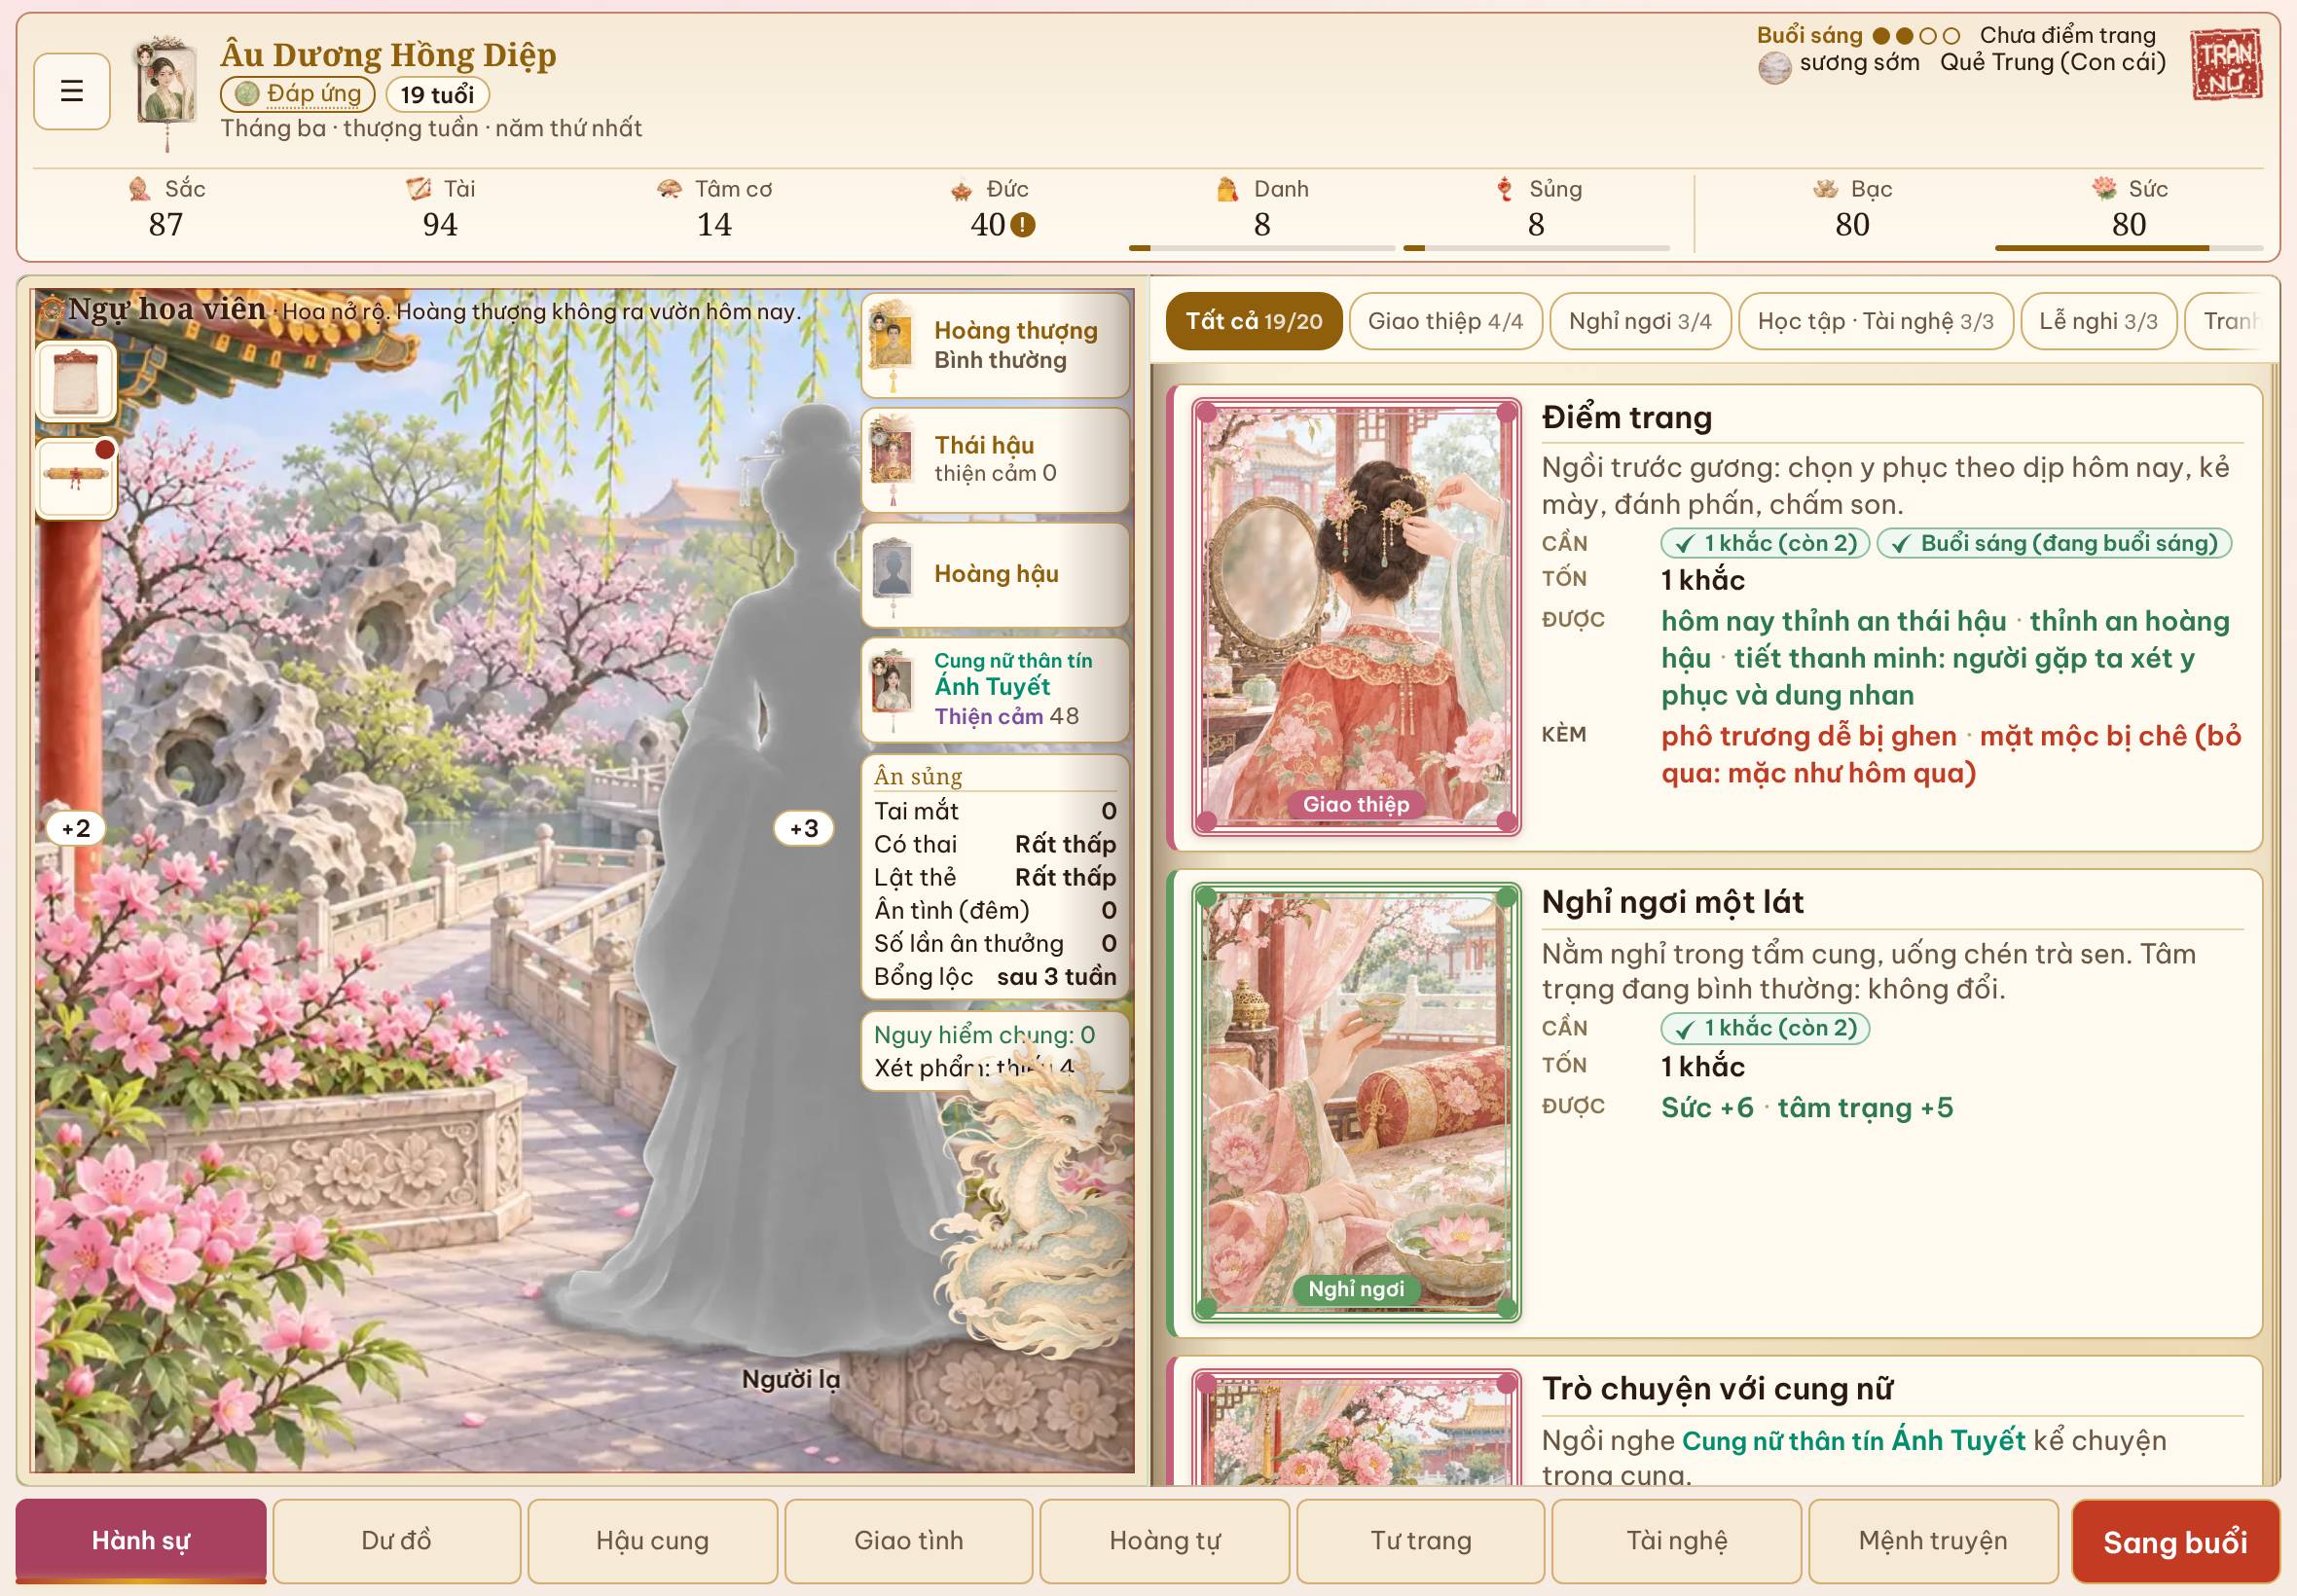 ☰
Âu Dương Hồng Diệp
Đáp ứng
19 tuổi
Tháng ba · thượng tuần · năm thứ nhất
Buổi sáng
Chưa điểm trang
sương sớm
Quẻ Trung (Con cái)
TRÂN
NỮ
Sắc
87
Tài
94
Tâm cơ
14
Đức
40 !
Danh
8
Sủng
8
Bạc
80
Sức
80
Ngự hoa viên · Hoa nở rộ. Hoàng thượng không ra vườn hôm nay.
Hoàng thượng
Bình thường
Thái hậu
thiện cảm 0
Hoàng hậu
Cung nữ thân tín
Ánh Tuyết
Thiện cảm 48
Ân sủng
Tai mắt 0
Có thai Rất thấp
Lật thẻ Rất thấp
Ân tình (đêm) 0
Số lần ân thưởng 0
Bổng lộc sau 3 tuần
Nguy hiểm chung: 0
Xét phẩm: thiếu 4
+2
+3
Người lạ
Tất cả 19/20
Giao thiệp 4/4
Nghỉ ngơi 3/4
Học tập · Tài nghệ 3/3
Lễ nghi 3/3
Tranh
Điểm trang
Ngồi trước gương: chọn y phục theo dịp hôm nay, kẻ
mày, đánh phấn, chấm son.
CẦN ✓ 1 khắc (còn 2) ✓ Buổi sáng (đang buổi sáng)
TỐN 1 khắc
ĐƯỢC hôm nay thỉnh an thái hậu · thỉnh an hoàng
hậu · tiết thanh minh: người gặp ta xét y
phục và dung nhan
KÈM phô trương dễ bị ghen · mặt mộc bị chê (bỏ
qua: mặc như hôm qua)
Giao thiệp
Nghỉ ngơi một lát
Nằm nghỉ trong tẩm cung, uống chén trà sen. Tâm
trạng đang bình thường: không đổi.
CẦN ✓ 1 khắc (còn 2)
TỐN 1 khắc
ĐƯỢC Sức +6 · tâm trạng +5
Nghỉ ngơi
Trò chuyện với cung nữ
Ngồi nghe Cung nữ thân tín Ánh Tuyết kể chuyện
trong cung.
Hành sự
Dư đồ
Hậu cung
Giao tình
Hoàng tự
Tư trang
Tài nghệ
Mệnh truyện
Sang buổi